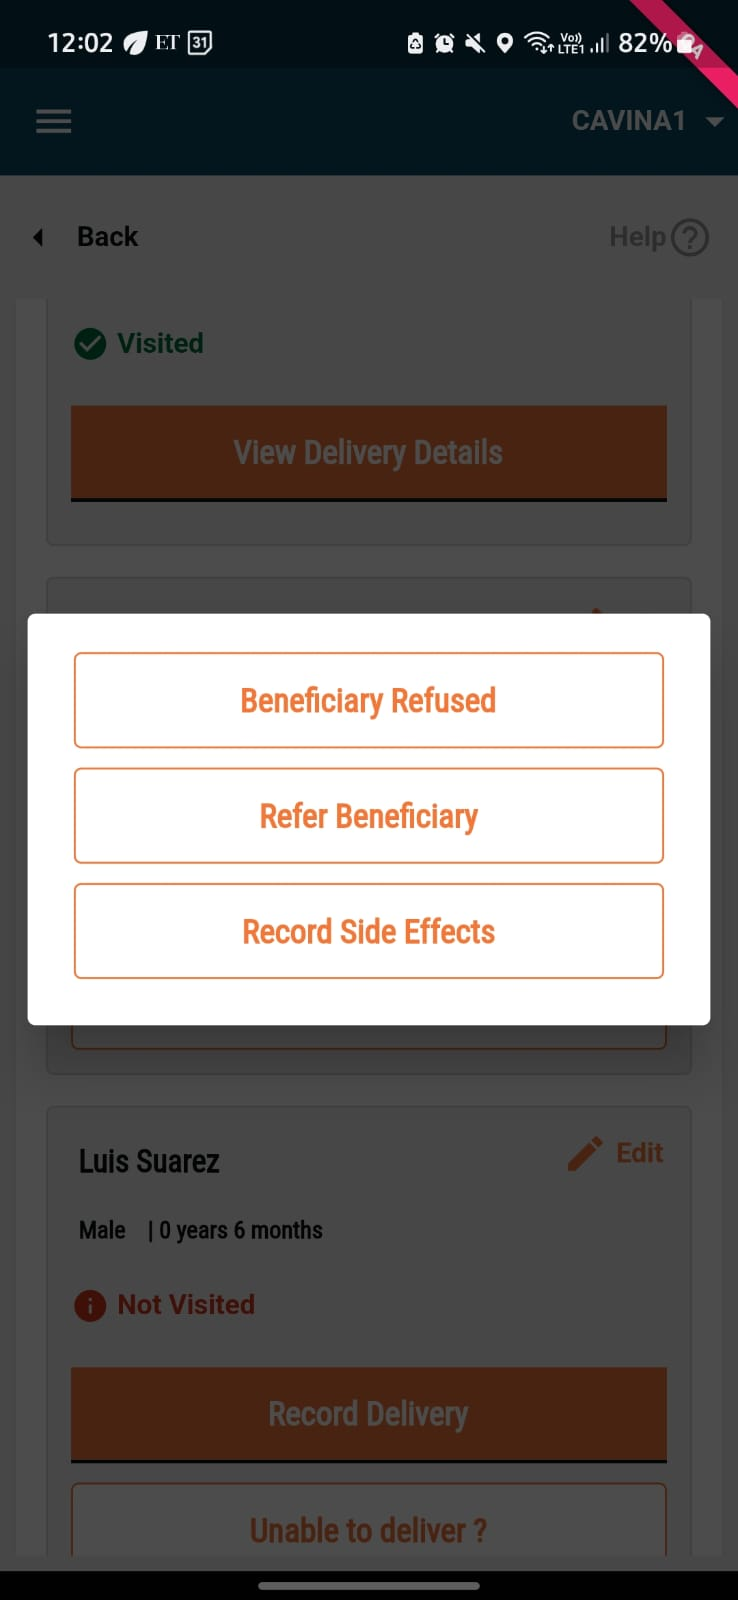 12:02 ET 31 Vo)) LTE1 82%
CAVINA1
Back Help ?
Visited
View Delivery Details
Beneficiary Refused
Refer Beneficiary
Record Side Effects
Luis Suarez Edit
Male | 0 years 6 months
Not Visited
Record Delivery
Unable to deliver ?